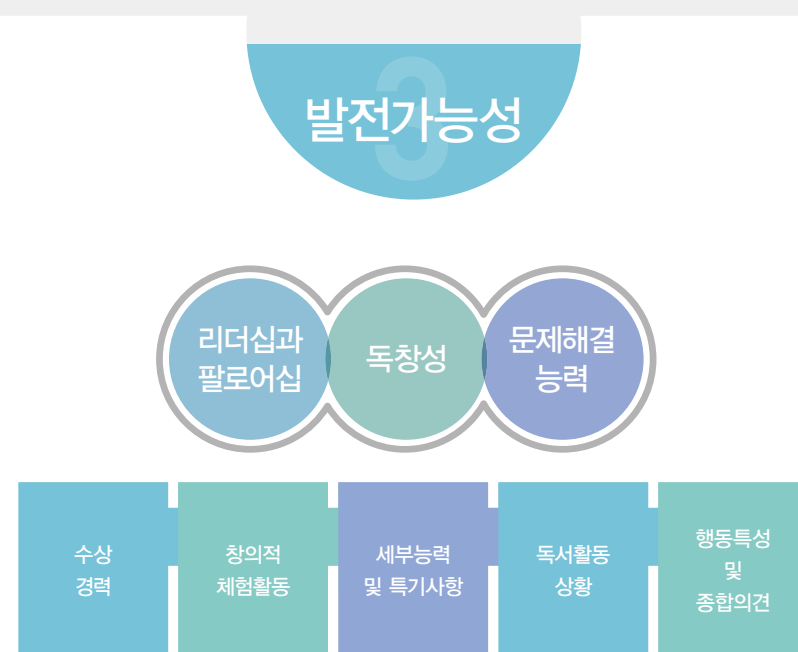 3
발전가능성
리더십과
팔로어십
독창성
문제해결
능력
수상
경력
창의적
체험활동
세부능력
및 특기사항
독서활동
상황
행동특성
및
종합의견